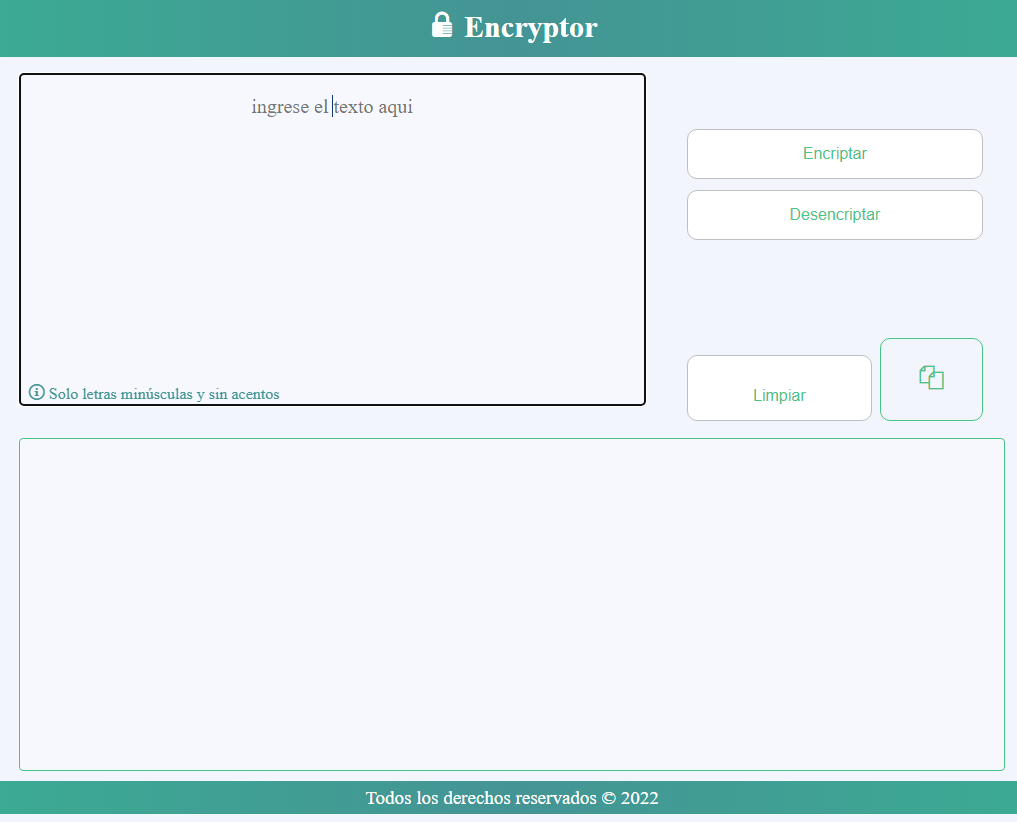 Encryptor
ingrese el texto aqui
Encriptar
Desencriptar
Solo letras minúsculas y sin acentos
Limpiar
Todos los derechos reservados © 2022